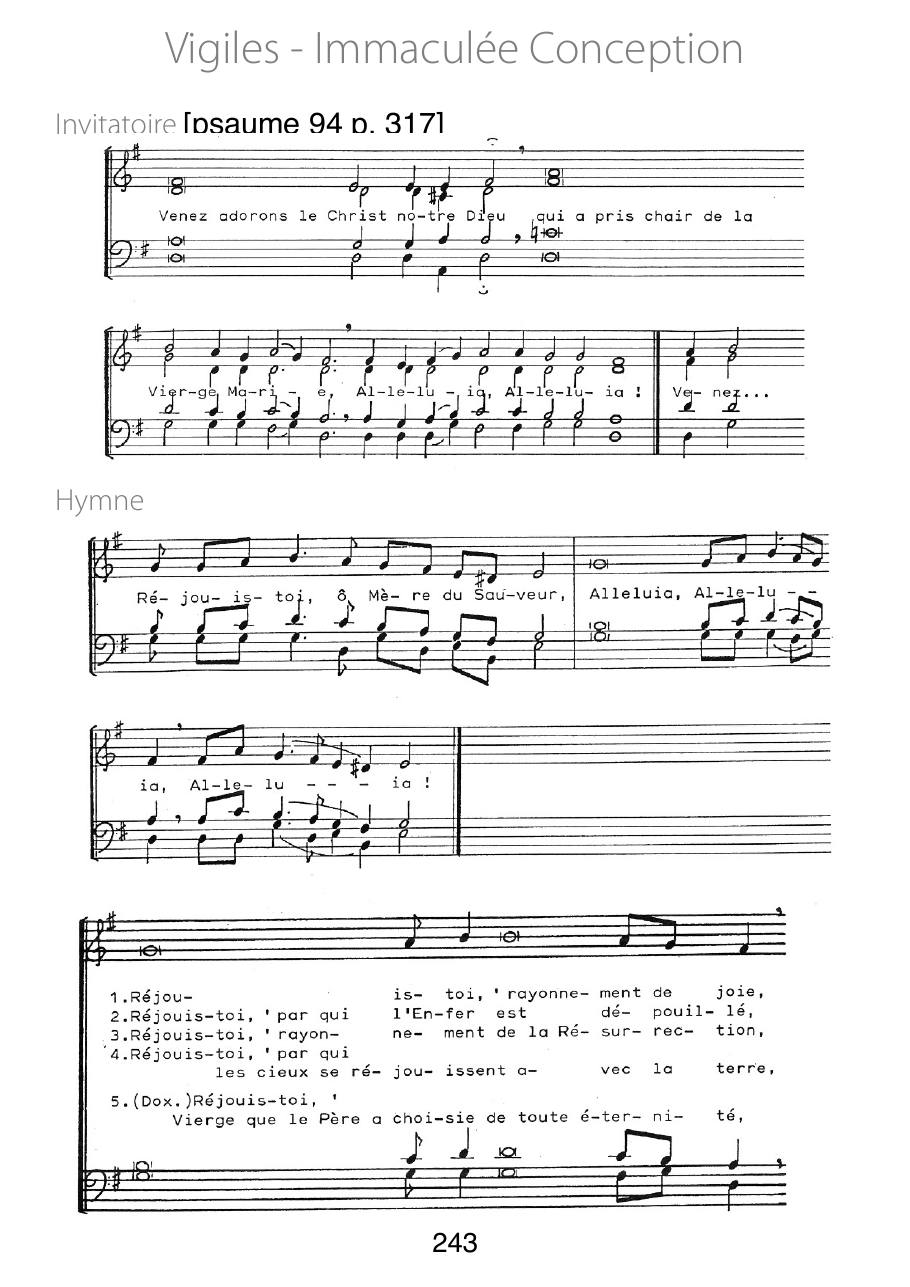 Vigiles - Immaculée Conception
Invitatoire [psaume 94 p. 317]
Venez adorons le Christ no-tre Dieu qui a pris chair de la
Vier-ge Ma-ri - e, Al-le-lu - ia, Al-le-lu- ia ! Ve- nez...
Hymne
Ré- jou- is- toi, ô Mè- re du Sau-veur, Alleluia, Al-le-lu - -
ia, Al-le- lu - - - ia !
1.Réjou- is- toi, ' rayonne- ment de joie,
2.Réjouis-toi, ' par qui l'En-fer est dé- pouil- lé,
3.Réjouis-toi, ' rayon- ne- ment de la Ré- sur- rec- tion,
4.Réjouis-toi, ' par qui
les cieux se ré- jou- issent a- vec la terre,
5.(Dox.)Réjouis-toi, '
Vierge que le Père a choi-sie de toute é-ter- ni- té,
243